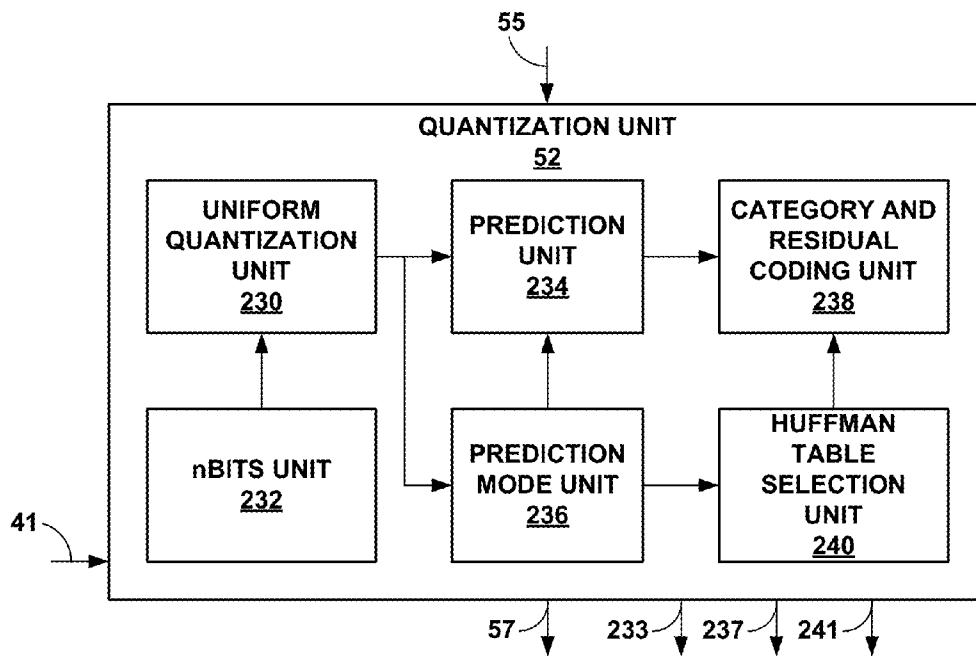 55
QUANTIZATION UNIT
52
UNIFORM
QUANTIZATION
UNIT
230
PREDICTION
UNIT
234
CATEGORY AND
RESIDUAL
CODING UNIT
238
nBITS UNIT
232
PREDICTION
MODE UNIT
236
HUFFMAN
TABLE
SELECTION
UNIT
240
41
57
233
237
241